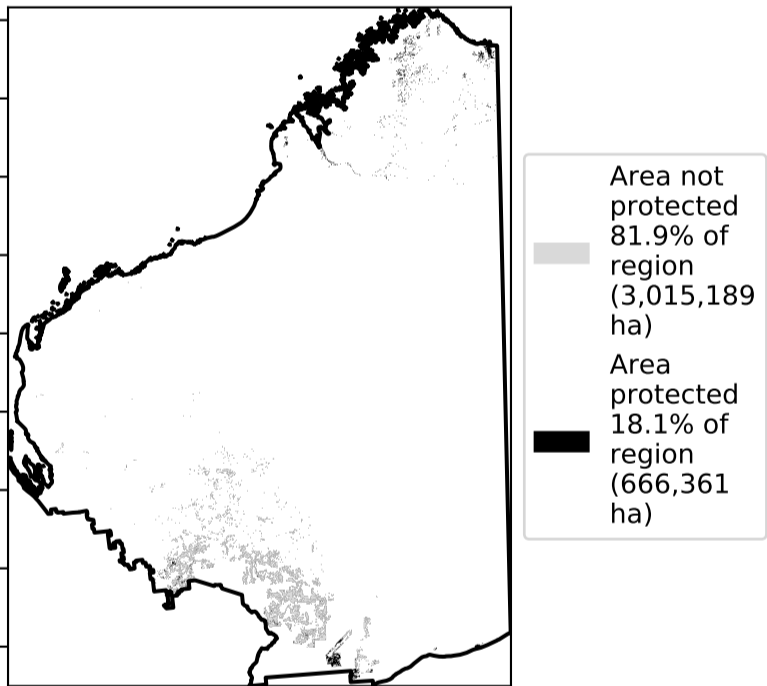 Area not
protected
81.9% of
region
(3,015,189
ha)
Area
protected
18.1% of
region
(666,361
ha)